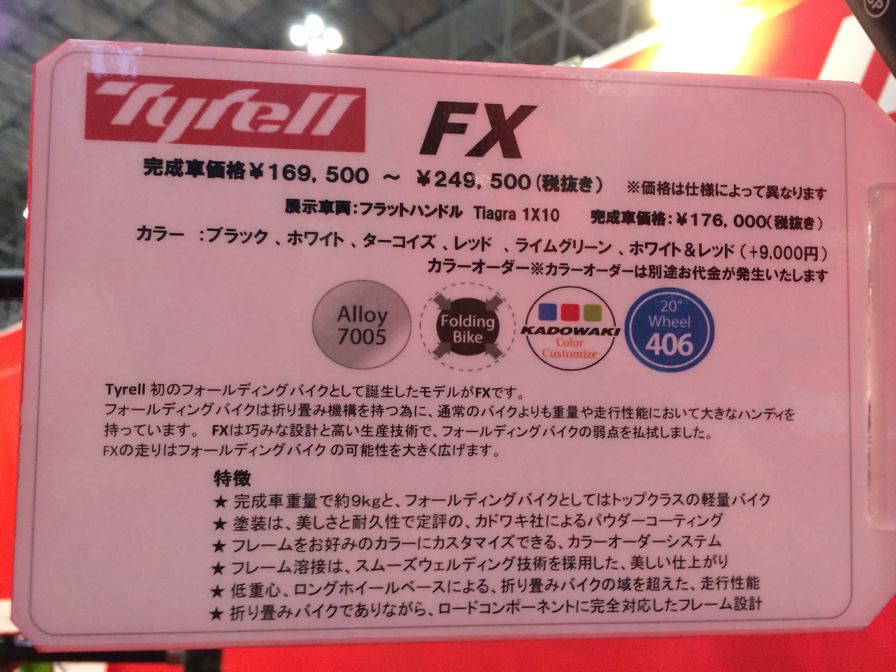 Tyrell FX
完成車価格¥169,500 ～ ¥249,500(税抜き) ※価格は仕様によって異なります
展示車両:フラットハンドル Tiagra 1X10 完成車価格:¥176,000(税抜き)
カラー :ブラック 、ホワイト 、ターコイズ 、レッド 、ライムグリーン 、ホワイト&レッド (+9,000円)
カラーオーダー※カラーオーダーは別途お代金が発生いたします
Alloy
7005
Folding
Bike
KADOWAKI
Color
Customize
20"
Wheel
406
Tyrell 初のフォールディングバイクとして誕生したモデルがFXです。
フォールディングバイクは折り畳み機構を持つ為に、通常のバイクよりも重量や走行性能において大きなハンディを
持っています。 FXは巧みな設計と高い生産技術で、フォールディングバイクの弱点を払拭しました。
FXの走りはフォールディングバイク の可能性を大きく広げます。
特徴
★ 完成車重量で約9kgと、フォールディングバイクとしてはトップクラスの軽量バイク
★ 塗装は、美しさと耐久性で定評の、カドワキ社によるパウダーコーティング
★ フレームをお好みのカラーにカスタマイズできる、カラーオーダーシステム
★ フレーム溶接は、スムーズウェルディング技術を採用した、美しい仕上がり
★ 低重心、ロングホイールベースによる、折り畳みバイクの域を超えた、走行性能
★ 折り畳みバイクでありながら、ロードコンポーネントに完全対応したフレーム設計